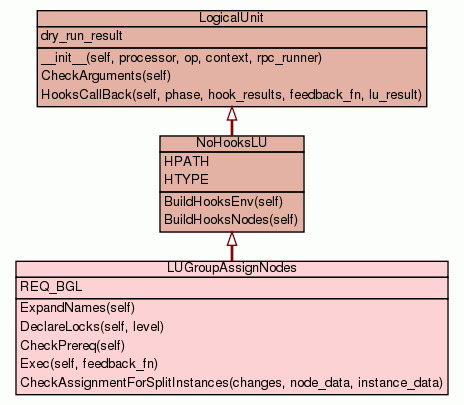 LogicalUnit
dry_run_result
__init__(self, processor, op, context, rpc_runner)
CheckArguments(self)
HooksCallBack(self, phase, hook_results, feedback_fn, lu_result)
NoHooksLU
HPATH
HTYPE
BuildHooksEnv(self)
BuildHooksNodes(self)
LUGroupAssignNodes
REQ_BGL
ExpandNames(self)
DeclareLocks(self, level)
CheckPrereq(self)
Exec(self, feedback_fn)
CheckAssignmentForSplitInstances(changes, node_data, instance_data)